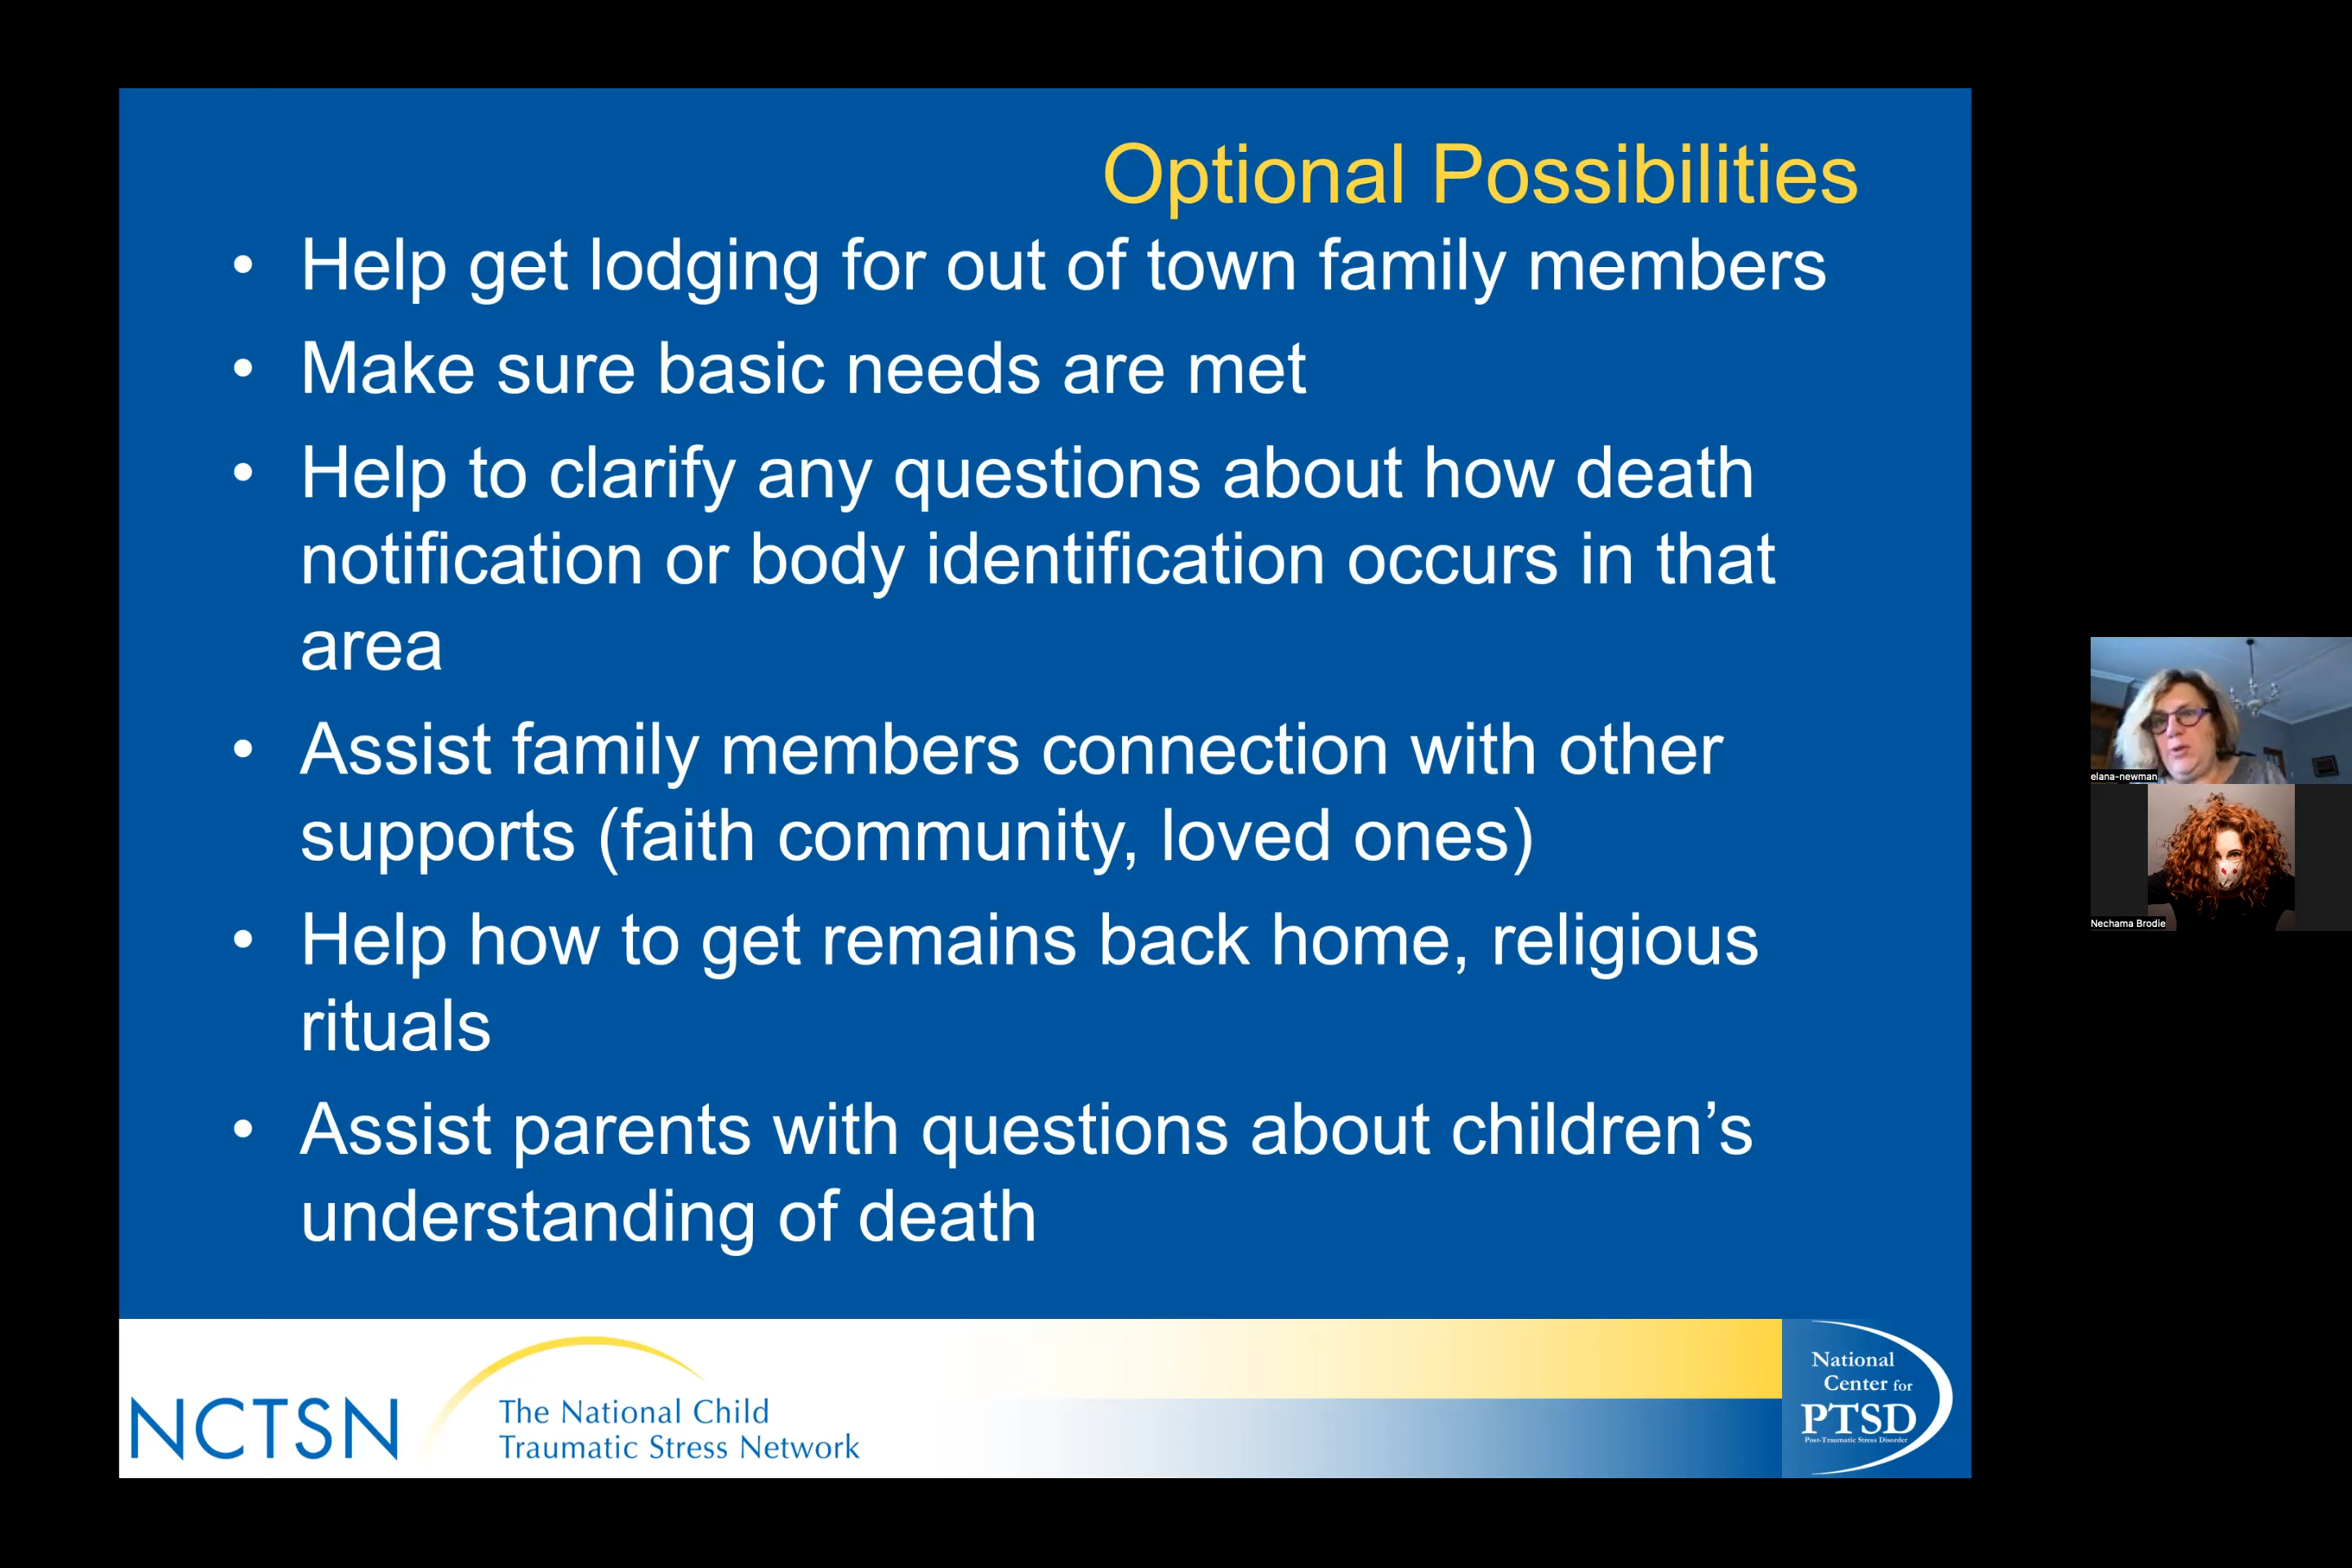 Optional Possibilities
• Help get lodging for out of town family members
• Make sure basic needs are met
• Help to clarify any questions about how death
notification or body identification occurs in that
area
• Assist family members connection with other
supports (faith community, loved ones)
• Help how to get remains back home, religious
rituals
• Assist parents with questions about children’s
understanding of death
NCTSN
The National Child
Traumatic Stress Network
National
Center for
PTSD
Post-Traumatic Stress Disorder
elana-newman
Nechama Brodie